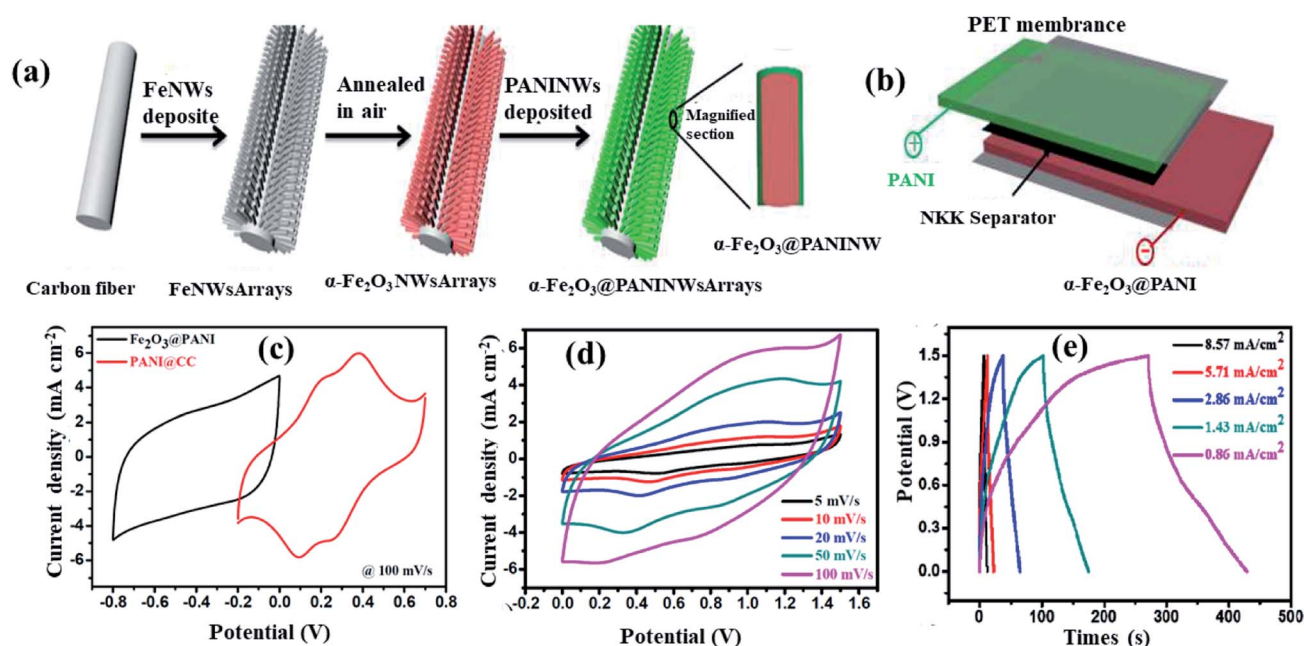 (a)
FeNWs
deposite
Annealed
in air
PANINWs
deposited
Magnified
section
Carbon fiber
FeNWsArrays
α-Fe₂O₃ NWsArrays
α-Fe₂O₃@PANINWsArrays
α-Fe₂O₃@PANINW
(b)
PET membrance
+
PANI
NKK Separator
−
α-Fe₂O₃@PANI
(c)
Fe₂O₃@PANI
PANI@CC
Current density (mA cm⁻²)
6
4
2
0
-2
-4
-6
@ 100 mV/s
-0.8 -0.6 -0.4 -0.2 0.0 0.2 0.4 0.6 0.8
Potential (V)
(d)
Current density (mA cm⁻²)
6
4
2
0
-2
-4
-6
5 mV/s
10 mV/s
20 mV/s
50 mV/s
100 mV/s
-0.2 0.0 0.2 0.4 0.6 0.8 1.0 1.2 1.4 1.6
Potential (V)
(e)
8.57 mA/cm²
5.71 mA/cm²
2.86 mA/cm²
1.43 mA/cm²
0.86 mA/cm²
Potential (V)
1.5
1.2
0.9
0.6
0.3
0.0
0 100 200 300 400 500
Times (s)